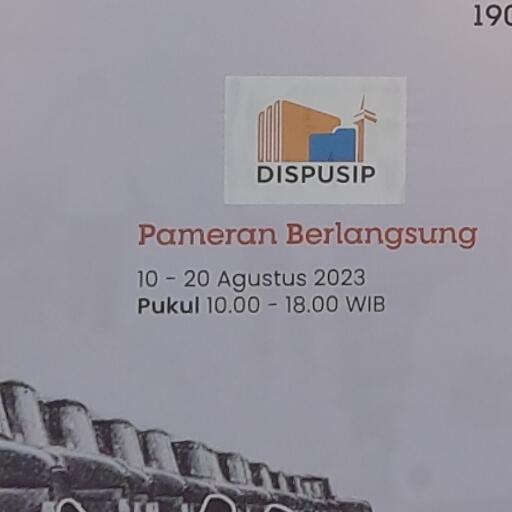 190
DISPUSIP
Pameran Berlangsung
10 - 20 Agustus 2023
Pukul 10.00 - 18.00 WIB